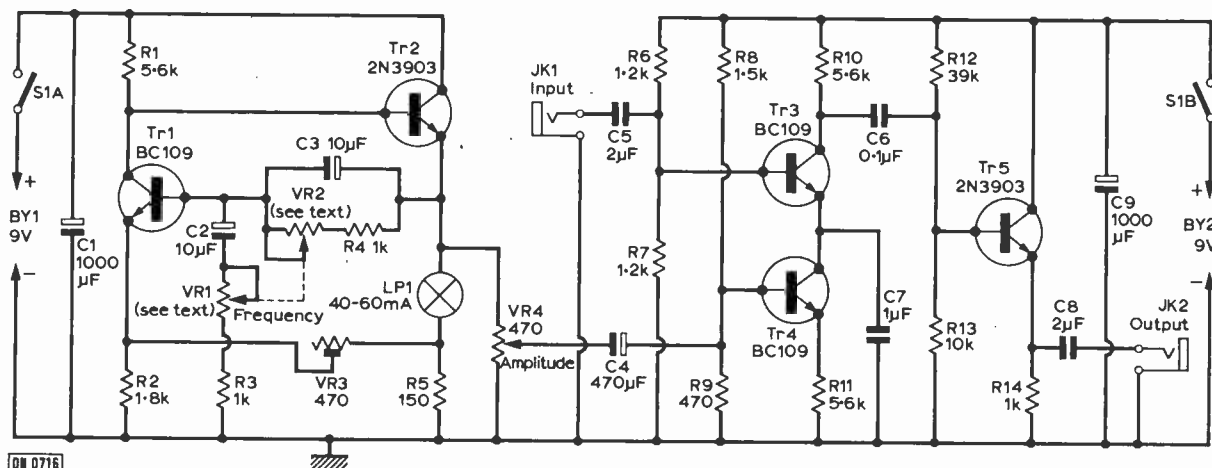 S1A
+
BY1
9V
−
C1
1000
µF
R1
5·6k
Tr1
BC109
R2
1·8k
Tr2
2N3903
C3 10µF
VR2
(see text)
R4 1k
C2
10µF
VR1
(see text)
Frequency
R3
1k
VR3
470
LP1
40-60mA
R5
150
VR4
470
Amplitude
JK1
Input
C5
2µF
C4
470µF
R6
1·2k
R7
1·2k
R8
1·5k
R9
470
R10
5·6k
Tr3
BC109
Tr4
BC109
R11
5·6k
C6
0·1µF
C7
1µF
R12
39k
R13
10k
Tr5
2N3903
R14
1k
C8
2µF
C9
1000
µF
JK2
Output
S1B
+
BY2
9V
−